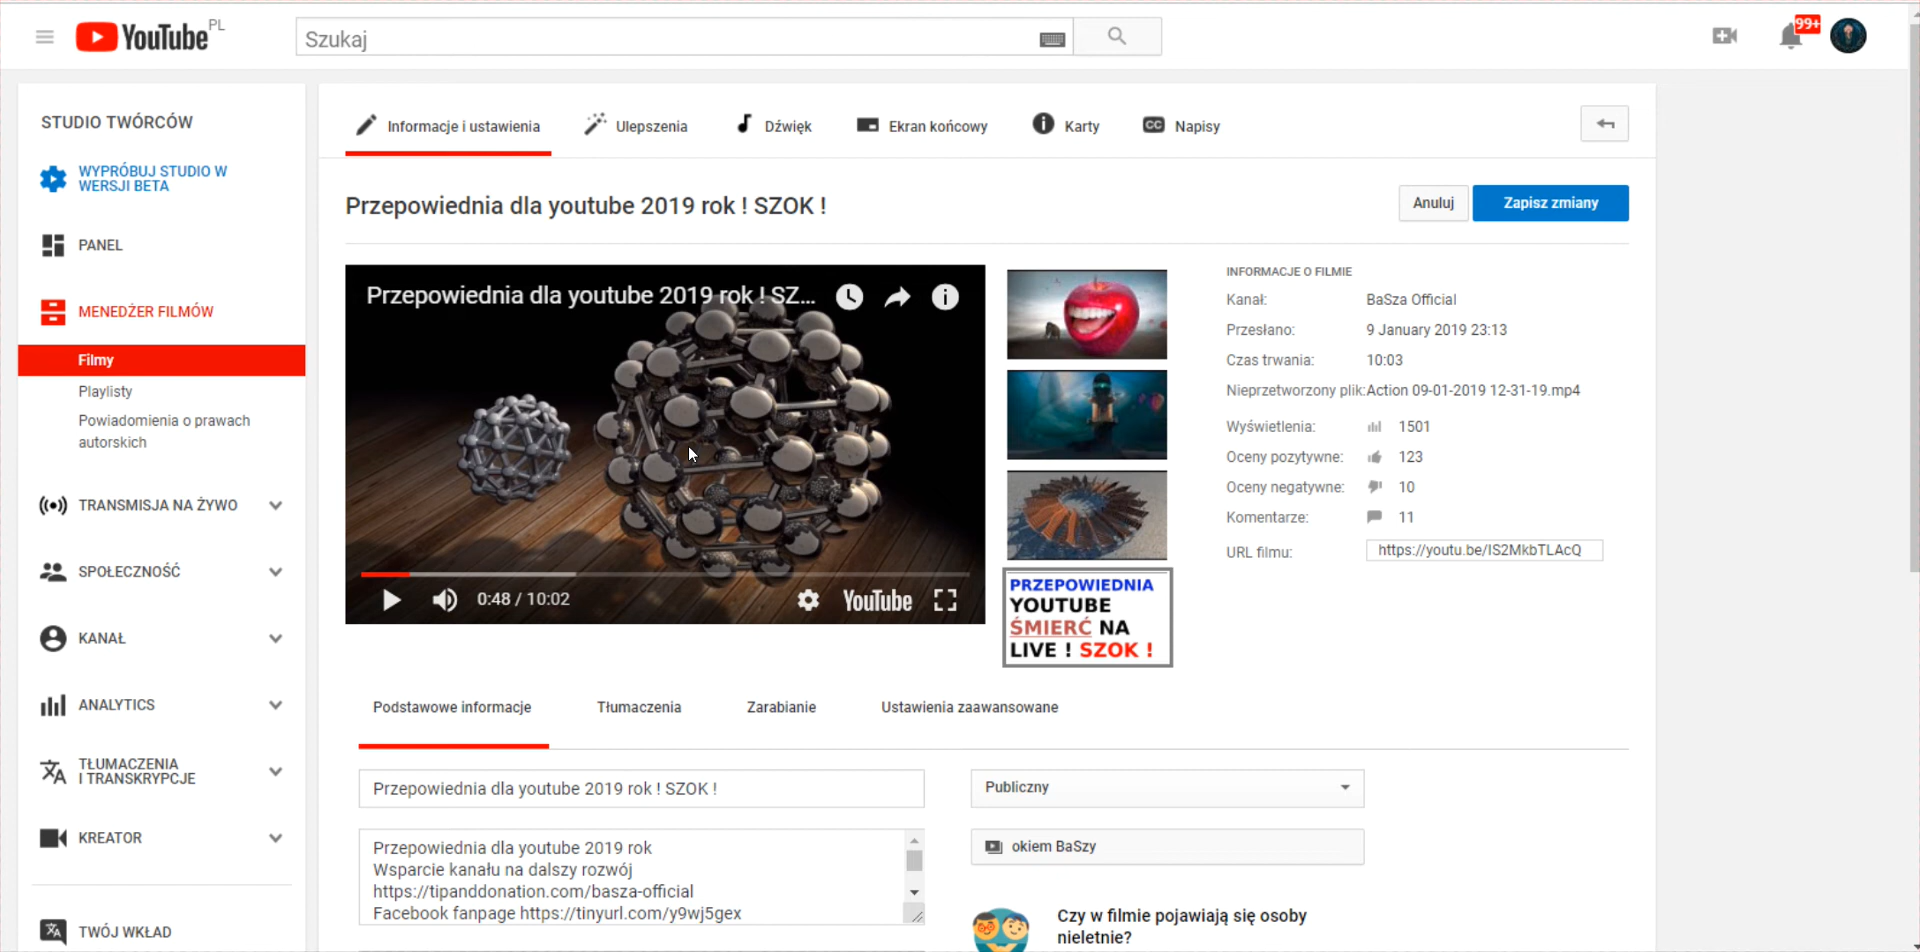 YouTube PL
Szukaj
99+
STUDIO TWÓRCÓW
WYPRÓBUJ STUDIO W
WERSJI BETA
PANEL
MENEDŻER FILMÓW
Filmy
Playlisty
Powiadomienia o prawach
autorskich
TRANSMISJA NA ŻYWO
SPOŁECZNOŚĆ
KANAŁ
ANALYTICS
TŁUMACZENIA
I TRANSKRYPCJE
KREATOR
TWÓJ WKŁAD
Informacje i ustawienia
Ulepszenia
Dźwięk
Ekran końcowy
Karty
CC Napisy
Przepowiednia dla youtube 2019 rok ! SZOK !
Anuluj
Zapisz zmiany
Przepowiednia dla youtube 2019 rok ! SZ...
0:48 / 10:02
YouTube
PRZEPOWIEDNIA
YOUTUBE
ŚMIERĆ NA
LIVE ! SZOK !
INFORMACJE O FILMIE
Kanał: BaSza Official
Przesłano: 9 January 2019 23:13
Czas trwania: 10:03
Nieprzetworzony plik:Action 09-01-2019 12-31-19.mp4
Wyświetlenia: 1501
Oceny pozytywne: 123
Oceny negatywne: 10
Komentarze: 11
URL filmu: https://youtu.be/IS2MkbTLAcQ
Podstawowe informacje
Tłumaczenia
Zarabianie
Ustawienia zaawansowane
Przepowiednia dla youtube 2019 rok ! SZOK !
Przepowiednia dla youtube 2019 rok
Wsparcie kanału na dalszy rozwój
https://tipanddonation.com/basza-official
Facebook fanpage https://tinyurl.com/y9wj5gex
Publiczny
okiem BaSzy
Czy w filmie pojawiają się osoby
nieletnie?